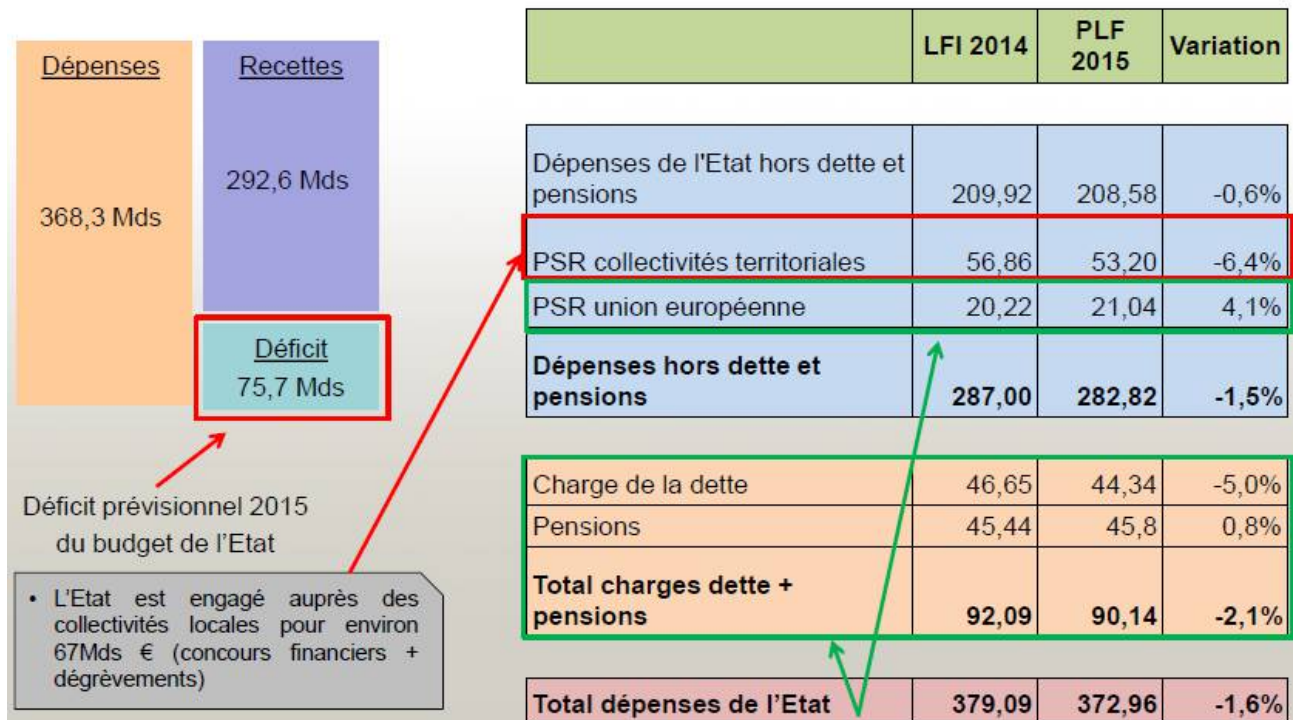 Dépenses
368,3 Mds
Recettes
292,6 Mds
Déficit
75,7 Mds
Déficit prévisionnel 2015
du budget de l'Etat
• L'Etat est engagé auprès des
collectivités locales pour environ
67Mds € (concours financiers +
dégrèvements)
LFI 2014 PLF 2015 Variation
Dépenses de l'Etat hors dette et
pensions 209,92 208,58 -0,6%
PSR collectivités territoriales 56,86 53,20 -6,4%
PSR union européenne 20,22 21,04 4,1%
Dépenses hors dette et
pensions 287,00 282,82 -1,5%
Charge de la dette 46,65 44,34 -5,0%
Pensions 45,44 45,8 0,8%
Total charges dette +
pensions 92,09 90,14 -2,1%
Total dépenses de l'Etat 379,09 372,96 -1,6%